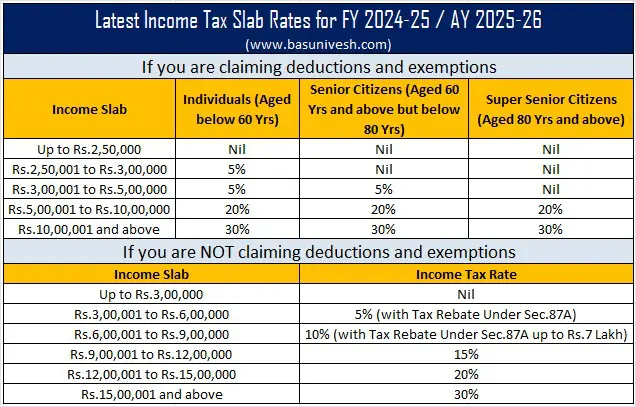 Latest Income Tax Slab Rates for FY 2024-25 / AY 2025-26
(www.basunivesh.com)
If you are claiming deductions and exemptions
Income Slab | Individuals (Aged below 60 Yrs) | Senior Citizens (Aged 60 Yrs and above but below 80 Yrs) | Super Senior Citizens (Aged 80 Yrs and above)
Up to Rs.2,50,000 | Nil | Nil | Nil
Rs.2,50,001 to Rs.3,00,000 | 5% | Nil | Nil
Rs.3,00,001 to Rs.5,00,000 | 5% | 5% | Nil
Rs.5,00,001 to Rs.10,00,000 | 20% | 20% | 20%
Rs.10,00,001 and above | 30% | 30% | 30%
If you are NOT claiming deductions and exemptions
Income Slab | Income Tax Rate
Up to Rs.3,00,000 | Nil
Rs.3,00,001 to Rs.6,00,000 | 5% (with Tax Rebate Under Sec.87A)
Rs.6,00,001 to Rs.9,00,000 | 10% (with Tax Rebate Under Sec.87A up to Rs.7 Lakh)
Rs.9,00,001 to Rs.12,00,000 | 15%
Rs.12,00,001 to Rs.15,00,000 | 20%
Rs.15,00,001 and above | 30%